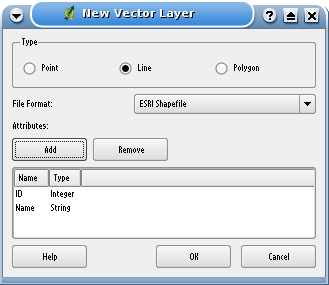 New Vector Layer
Type
Point Line Polygon
File Format: ESRI Shapefile
Attributes:
Add Remove
Name Type
ID Integer
Name String
Help OK Cancel